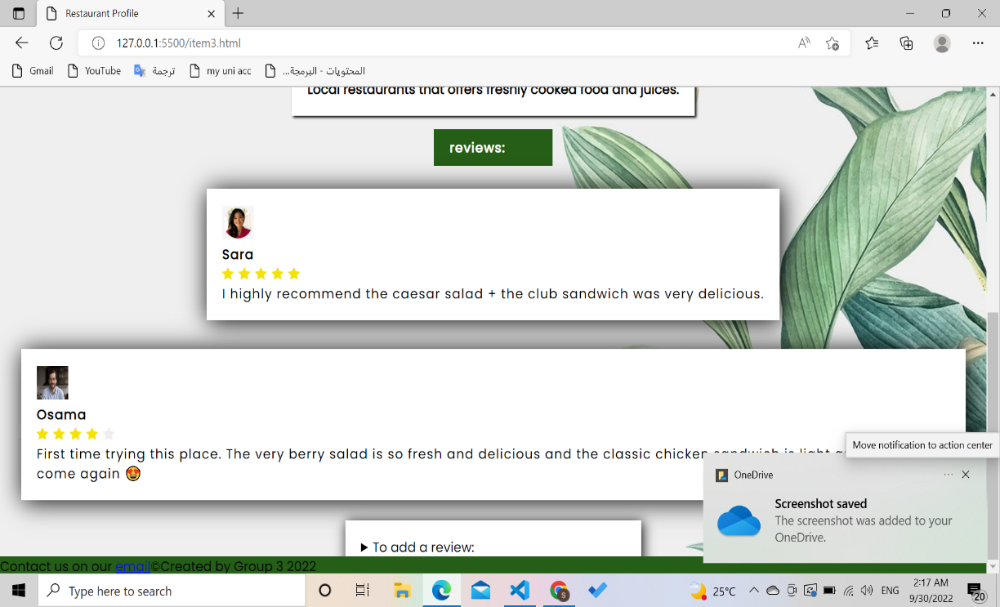 Restaurant Profile
127.0.0.1:5500/item3.html
Gmail YouTube ترجمة my uni acc المحتويات - البرمجة...
Local restaurants that offers freshly cooked food and juices.
reviews:
Sara
I highly recommend the caesar salad + the club sandwich was very delicious.
Osama
First time trying this place. The very berry salad is so fresh and delicious and the classic chicken sandwich is light
come again 😍
Move notification to action center
OneDrive
Screenshot saved
The screenshot was added to your
OneDrive.
To add a review:
Contact us on our email©Created by Group 3 2022
Type here to search
25°C
ENG
2:17 AM
9/30/2022
20